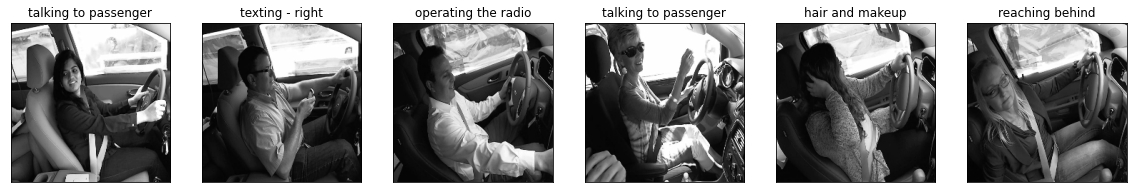 talking to passenger
texting - right
operating the radio
talking to passenger
hair and makeup
reaching behind